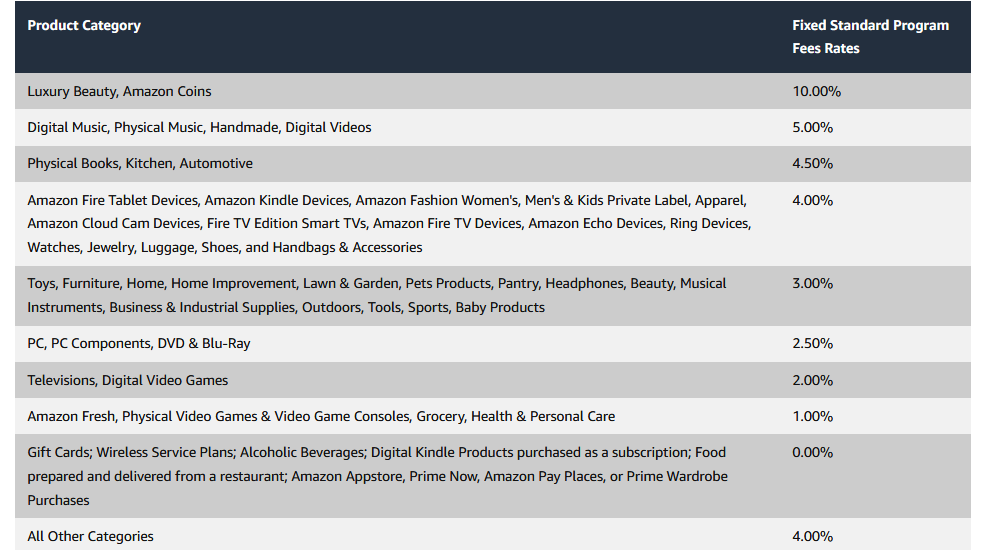 Product Category
Fixed Standard Program
Fees Rates
Luxury Beauty, Amazon Coins
10.00%
Digital Music, Physical Music, Handmade, Digital Videos
5.00%
Physical Books, Kitchen, Automotive
4.50%
Amazon Fire Tablet Devices, Amazon Kindle Devices, Amazon Fashion Women's, Men's & Kids Private Label, Apparel,
Amazon Cloud Cam Devices, Fire TV Edition Smart TVs, Amazon Fire TV Devices, Amazon Echo Devices, Ring Devices,
Watches, Jewelry, Luggage, Shoes, and Handbags & Accessories
4.00%
Toys, Furniture, Home, Home Improvement, Lawn & Garden, Pets Products, Pantry, Headphones, Beauty, Musical
Instruments, Business & Industrial Supplies, Outdoors, Tools, Sports, Baby Products
3.00%
PC, PC Components, DVD & Blu-Ray
2.50%
Televisions, Digital Video Games
2.00%
Amazon Fresh, Physical Video Games & Video Game Consoles, Grocery, Health & Personal Care
1.00%
Gift Cards; Wireless Service Plans; Alcoholic Beverages; Digital Kindle Products purchased as a subscription; Food
prepared and delivered from a restaurant; Amazon Appstore, Prime Now, Amazon Pay Places, or Prime Wardrobe
Purchases
0.00%
All Other Categories
4.00%